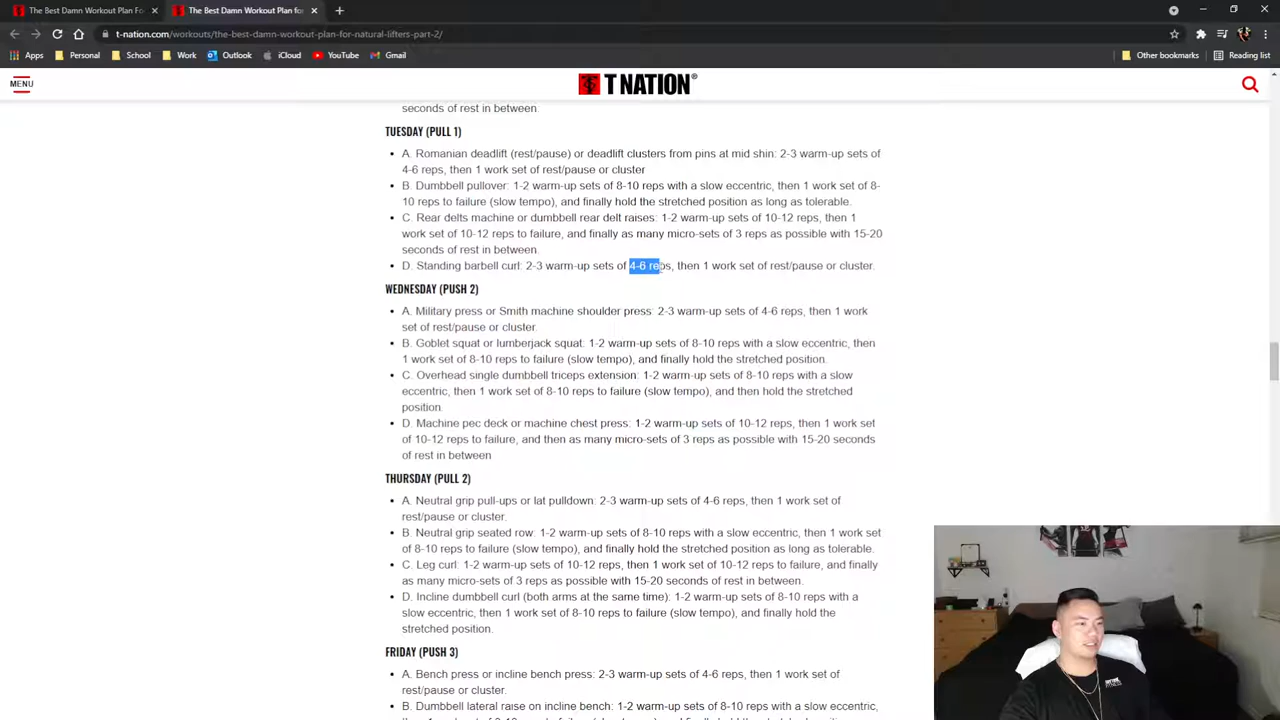 The Best Damn Workout Plan For
The Best Damn Workout Plan for
t-nation.com/workouts/the-best-damn-workout-plan-for-natural-lifters-part-2/
Apps
Personal
School
Work
Outlook
iCloud
YouTube
Gmail
Other bookmarks
Reading list
MENU
T NATION®
seconds of rest in between.
TUESDAY (PULL 1)
• A. Romanian deadlift (rest/pause) or deadlift clusters from pins at mid shin: 2-3 warm-up sets of
4-6 reps, then 1 work set of rest/pause or cluster
• B. Dumbbell pullover: 1-2 warm-up sets of 8-10 reps with a slow eccentric, then 1 work set of 8-
10 reps to failure (slow tempo), and finally hold the stretched position as long as tolerable.
• C. Rear delts machine or dumbbell rear delt raises: 1-2 warm-up sets of 10-12 reps, then 1
work set of 10-12 reps to failure, and finally as many micro-sets of 3 reps as possible with 15-20
seconds of rest in between.
• D. Standing barbell curl: 2-3 warm-up sets of 4-6 reps, then 1 work set of rest/pause or cluster.
WEDNESDAY (PUSH 2)
• A. Military press or Smith machine shoulder press: 2-3 warm-up sets of 4-6 reps, then 1 work
set of rest/pause or cluster.
• B. Goblet squat or lumberjack squat: 1-2 warm-up sets of 8-10 reps with a slow eccentric, then
1 work set of 8-10 reps to failure (slow tempo), and finally hold the stretched position.
• C. Overhead single dumbbell triceps extension: 1-2 warm-up sets of 8-10 reps with a slow
eccentric, then 1 work set of 8-10 reps to failure (slow tempo), and then hold the stretched
position.
• D. Machine pec deck or machine chest press: 1-2 warm-up sets of 10-12 reps, then 1 work set
of 10-12 reps to failure, and then as many micro-sets of 3 reps as possible with 15-20 seconds
of rest in between
THURSDAY (PULL 2)
• A. Neutral grip pull-ups or lat pulldown: 2-3 warm-up sets of 4-6 reps, then 1 work set of
rest/pause or cluster.
• B. Neutral grip seated row: 1-2 warm-up sets of 8-10 reps with a slow eccentric, then 1 work set
of 8-10 reps to failure (slow tempo), and finally hold the stretched position as long as tolerable.
• C. Leg curl: 1-2 warm-up sets of 10-12 reps, then 1 work set of 10-12 reps to failure, and finally
as many micro-sets of 3 reps as possible with 15-20 seconds of rest in between.
• D. Incline dumbbell curl (both arms at the same time): 1-2 warm-up sets of 8-10 reps with a
slow eccentric, then 1 work set of 8-10 reps to failure (slow tempo), and finally hold the
stretched position.
FRIDAY (PUSH 3)
• A. Bench press or incline bench press: 2-3 warm-up sets of 4-6 reps, then 1 work set of
rest/pause or cluster.
• B. Dumbbell lateral raise on incline bench: 1-2 warm-up sets of 8-10 reps with a slow eccentric,